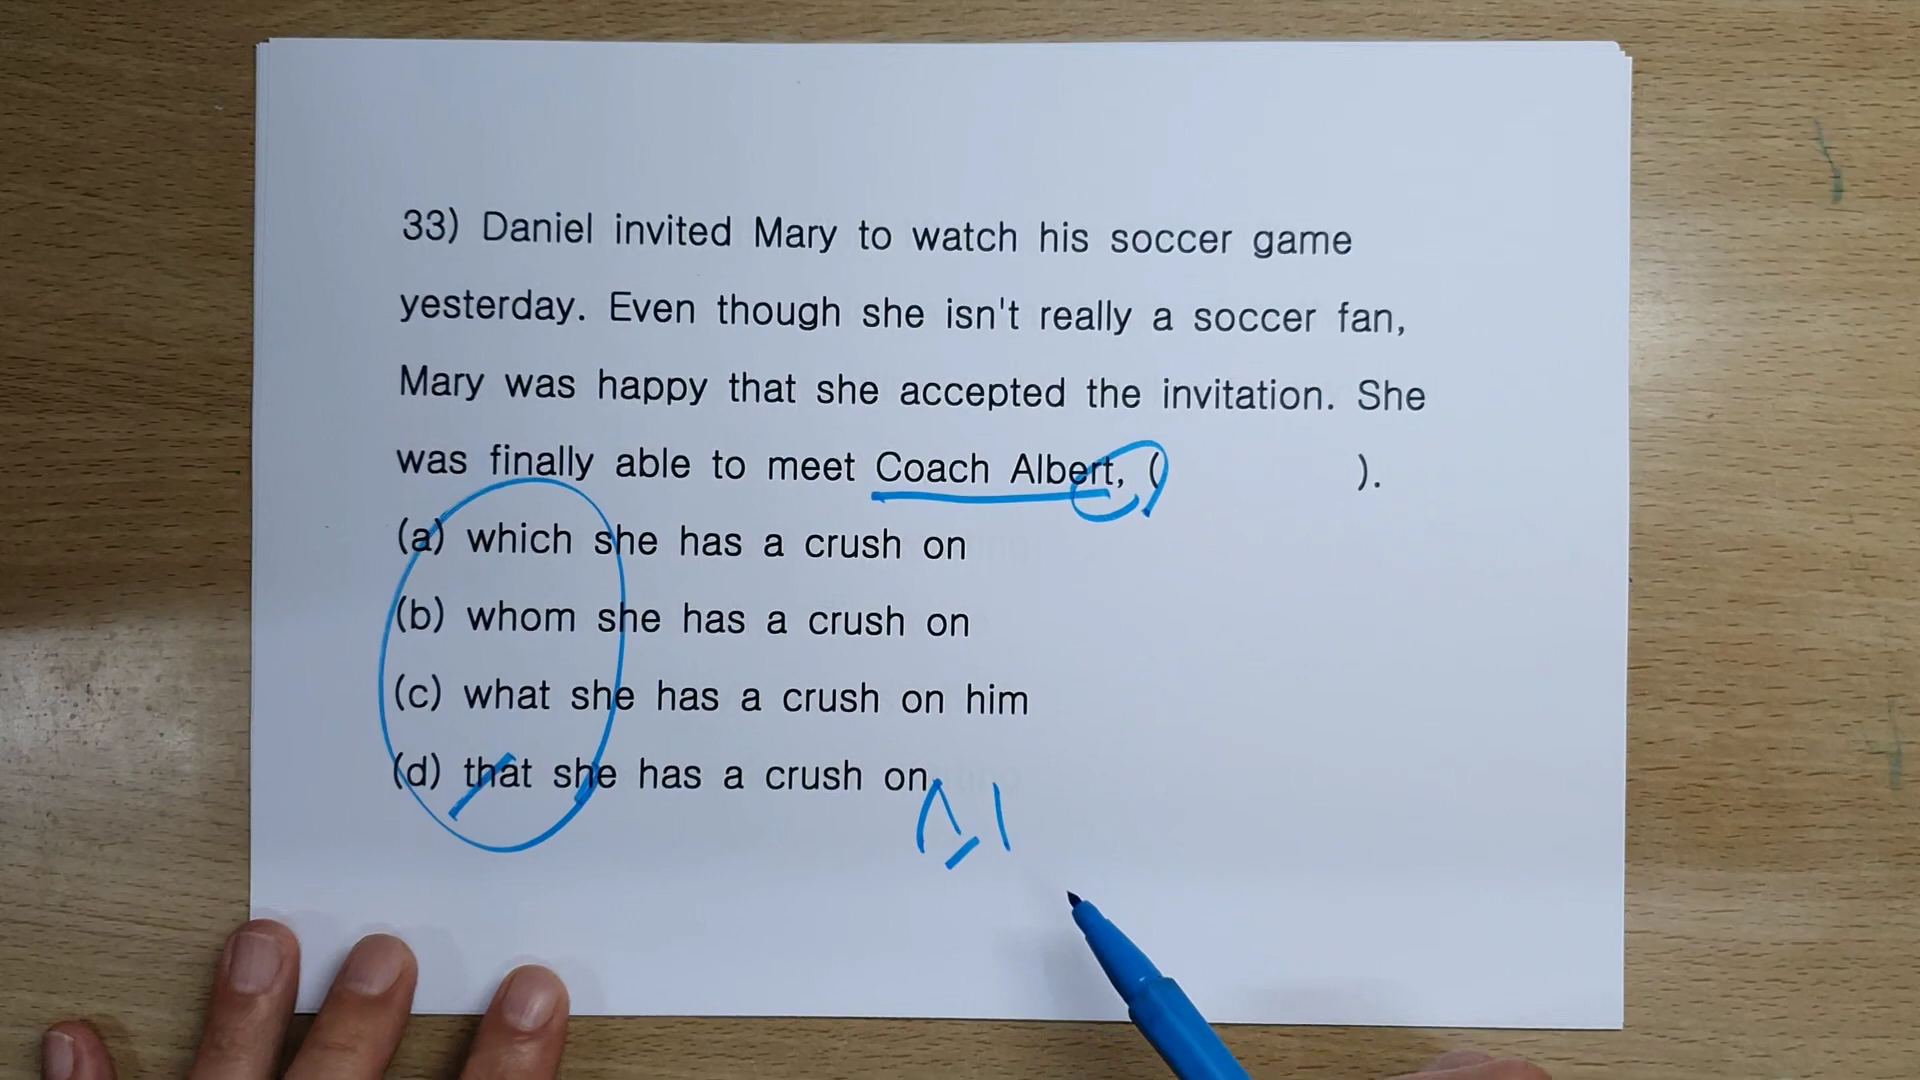 33) Daniel invited Mary to watch his soccer game
yesterday. Even though she isn't really a soccer fan,
Mary was happy that she accepted the invitation. She
was finally able to meet Coach Albert, (               ).
(a) which she has a crush on
(b) whom she has a crush on
(c) what she has a crush on him
(d) that she has a crush on